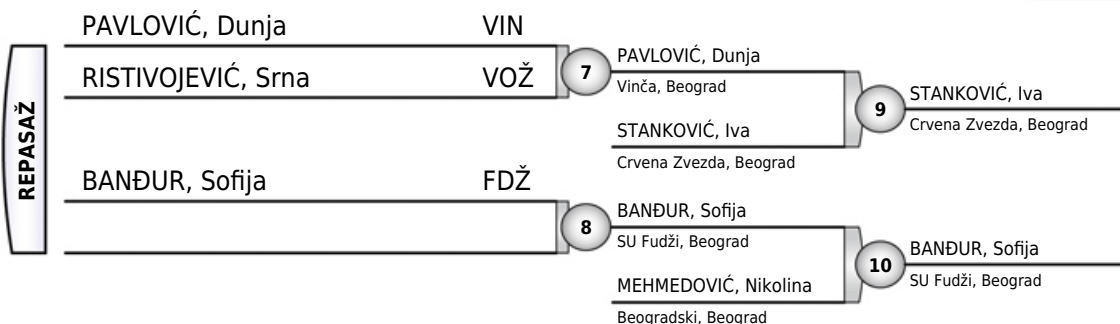 REPASAŽ
PAVLOVIĆ, Dunja VIN
RISTIVOJEVIĆ, Srna VOŽ
7
PAVLOVIĆ, Dunja
Vinča, Beograd
STANKOVIĆ, Iva
Crvena Zvezda, Beograd
9
STANKOVIĆ, Iva
Crvena Zvezda, Beograd
BANĐUR, Sofija FDŽ
8
BANĐUR, Sofija
SU Fudži, Beograd
MEHMEDOVIĆ, Nikolina
Beogradski, Beograd
10
BANĐUR, Sofija
SU Fudži, Beograd